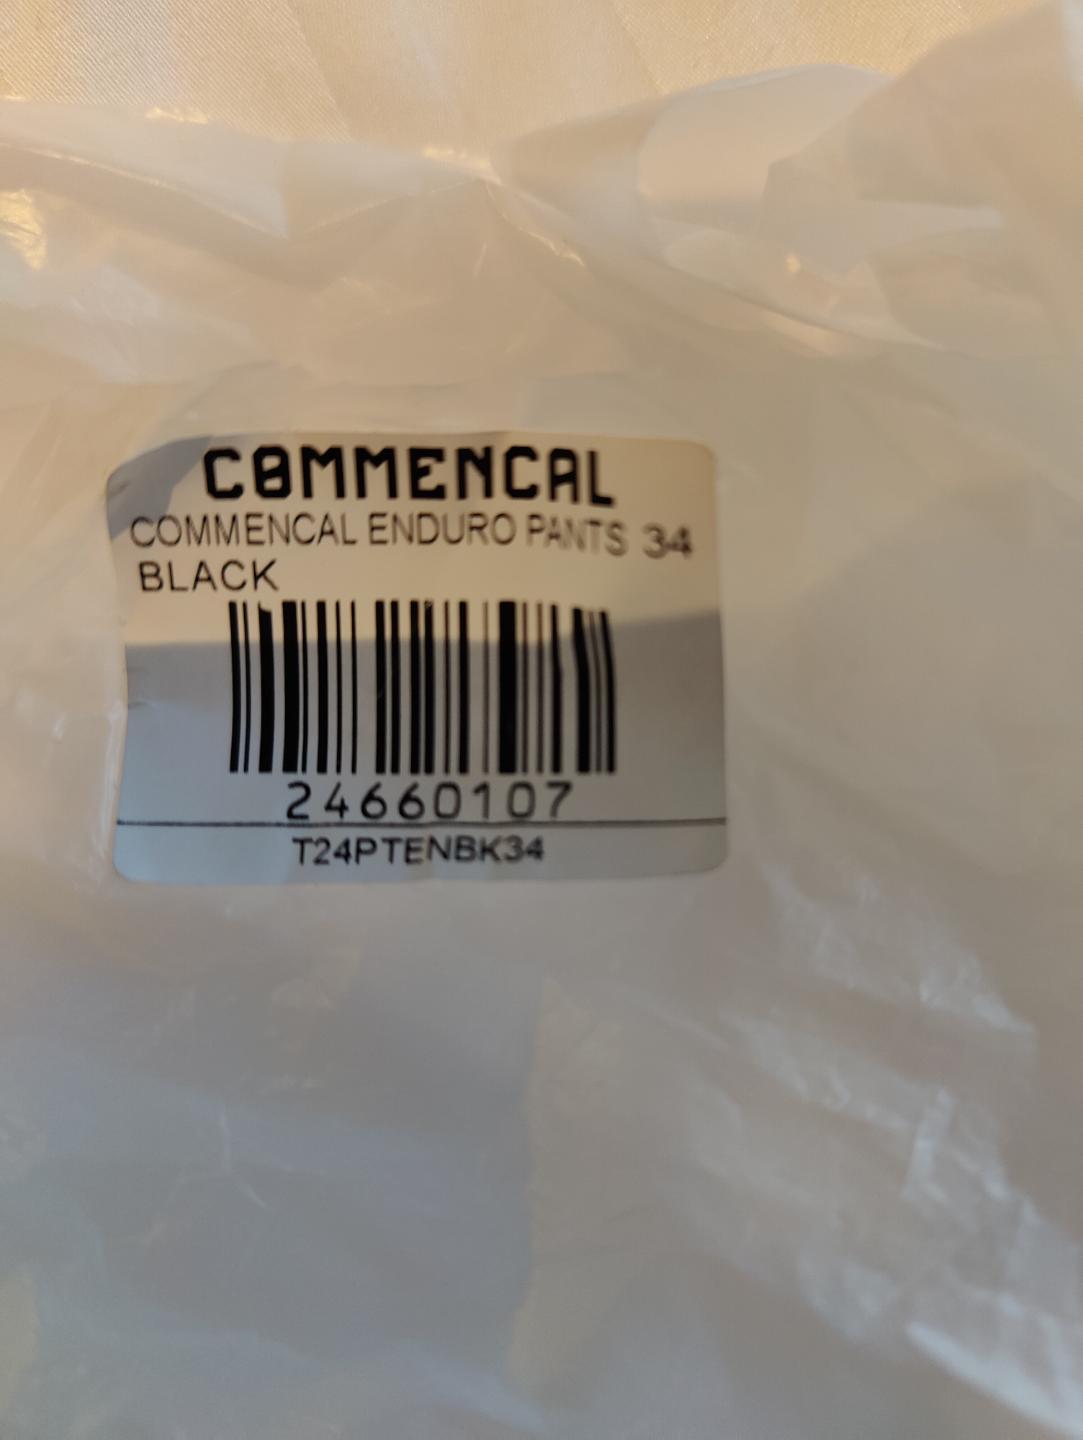 COMMENCAL
COMMENCAL ENDURO PANTS 34
BLACK
24660107
T24PTENBK34